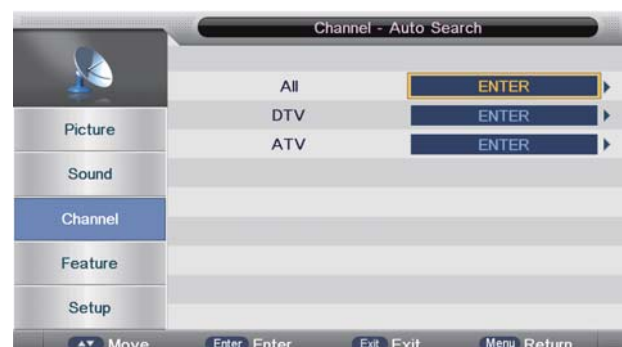 Channel - Auto Search
All ENTER
DTV ENTER
ATV ENTER
Picture
Sound
Channel
Feature
Setup
Move Enter Enter Exit Exit Menu Return